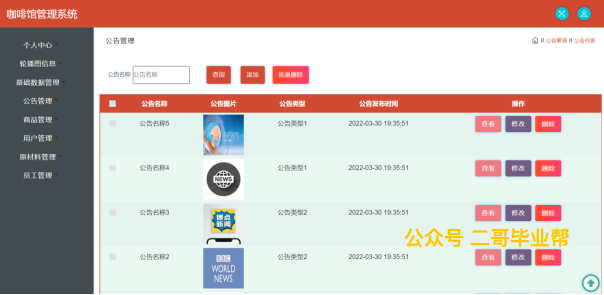 咖啡馆管理系统
个人中心
轮播图信息
基础数据管理
公告管理
商品管理
用户管理
原材料管理
员工管理
公告管理
公告管理 公告列表
公告名称 公告名称 查询 添加 批量删除
公告名称 公告图片 公告类型 公告发布时间 操作
公告名称5 公告类型1 2022-03-30 19:35:51 查看 修改 删除
公告名称4 NEWS 公告类型1 2022-03-30 19:35:51 查看 修改 删除
公告名称3 新闻 公告类型2 2022-03-30 19:35:51 查看 修改 删除
公众号 二哥毕业帮
公告名称2 BBC WORLD NEWS 公告类型2 2022-03-30 19:35:51 查看 修改 删除